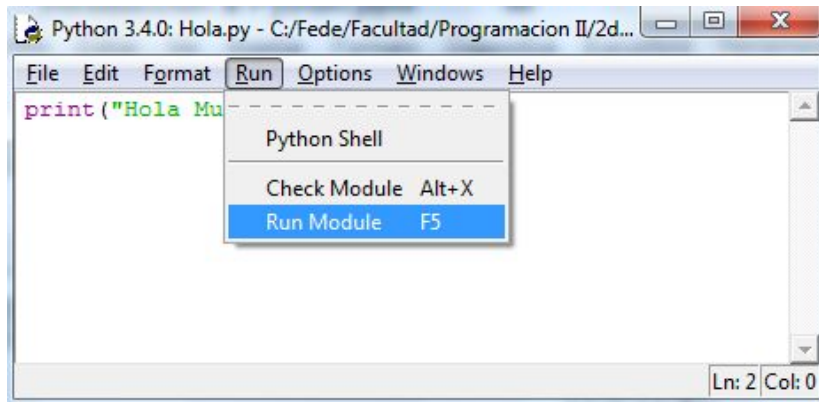 Python 3.4.0: Hola.py - C:/Fede/Facultad/Programacion II/2d...
File Edit Format Run Options Windows Help
print("Hola Mu
Python Shell
Check Module Alt+X
Run Module F5
Ln: 2 Col: 0